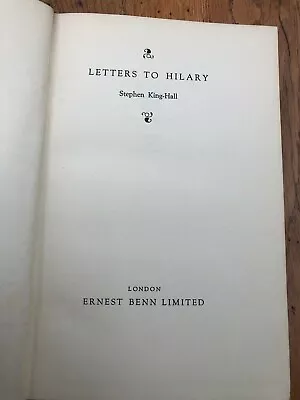 LETTERS TO HILARY
Stephen King-Hall
LONDON
ERNEST BENN LIMITED